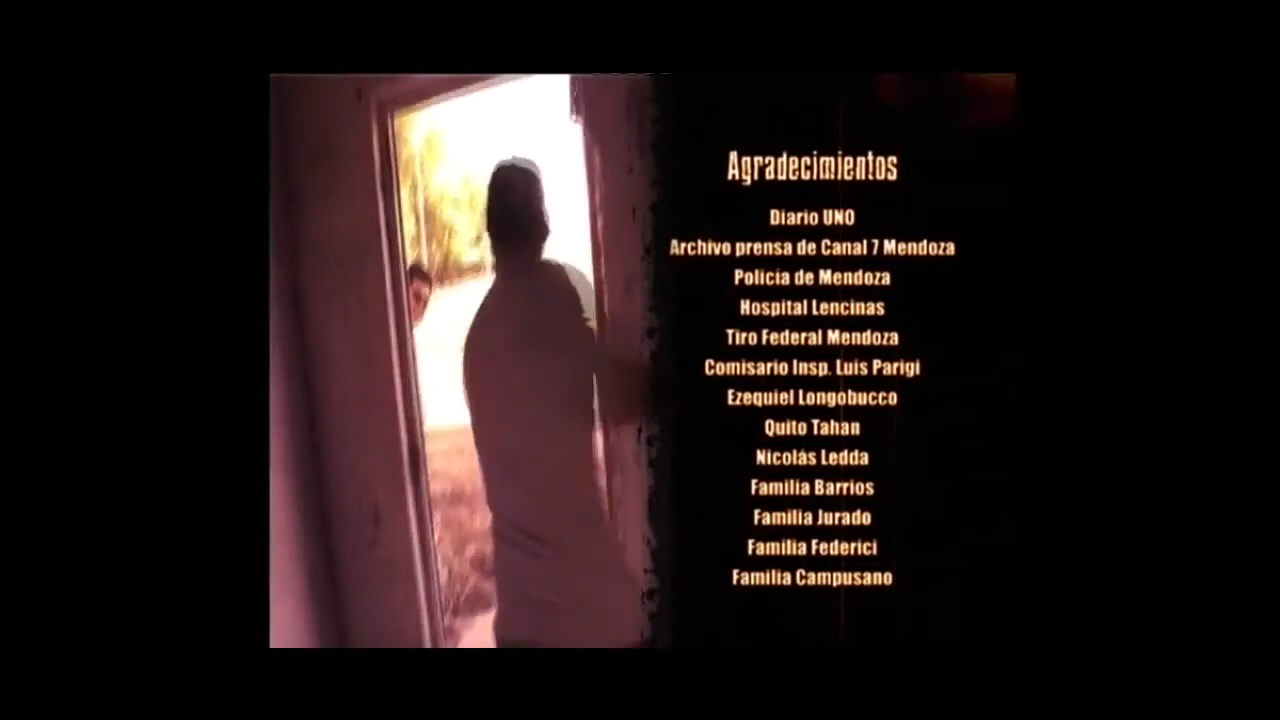 Agradecimientos
Diario UNO
Archivo prensa de Canal 7 Mendoza
Policía de Mendoza
Hospital Lencinas
Tiro Federal Mendoza
Comisario Insp. Luis Parigi
Ezequiel Longobucco
Quito Tahan
Nicolás Ledda
Familia Barrios
Familia Jurado
Familia Federici
Familia Campusano